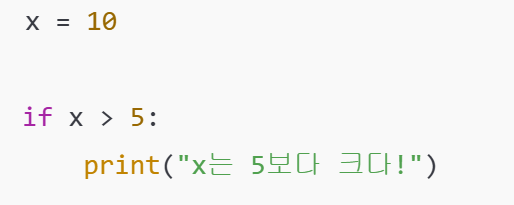 x = 10
if x > 5:
    print("x는 5보다 크다!")